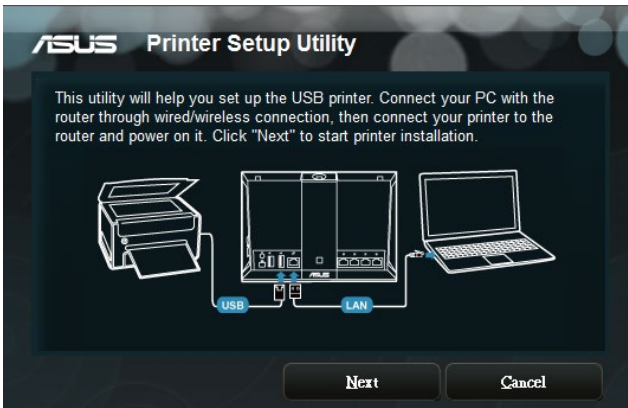 ASUS Printer Setup Utility
This utility will help you set up the USB printer. Connect your PC with the
router through wired/wireless connection, then connect your printer to the
router and power on it. Click "Next" to start printer installation.
ASUS
USB
LAN
Next
Cancel